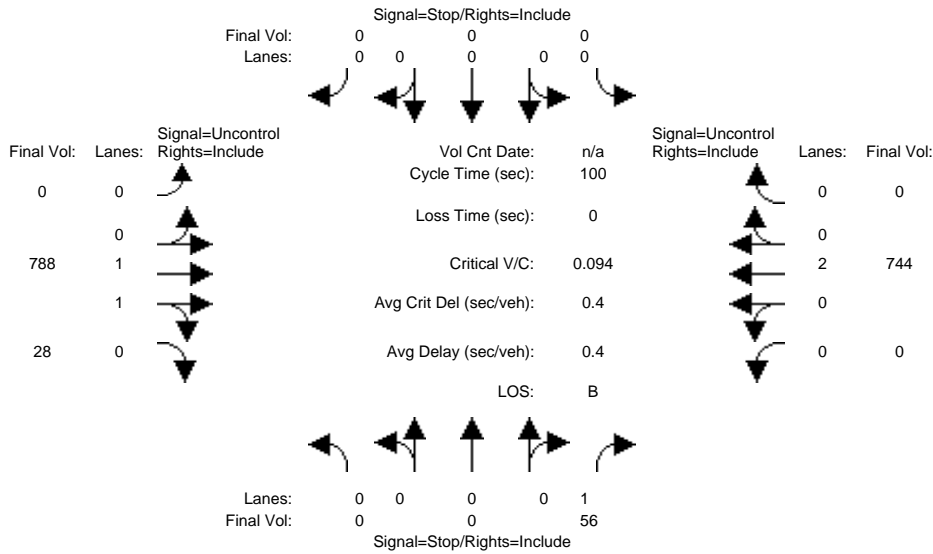 Signal=Stop/Rights=Include
Final Vol: 0 0 0
Lanes: 0 0 0 0 0
Signal=Uncontrol Signal=Uncontrol
Final Vol: Lanes: Rights=Include Vol Cnt Date: n/a Rights=Include Lanes: Final Vol:
0 0 Cycle Time (sec): 100 0 0
Loss Time (sec): 0
0 0
788 1 Critical V/C: 0.094 2 744
1 Avg Crit Del (sec/veh): 0.4 0
28 0 Avg Delay (sec/veh): 0.4 0 0
LOS: B
Lanes: 0 0 0 0 1
Final Vol: 0 0 56
Signal=Stop/Rights=Include